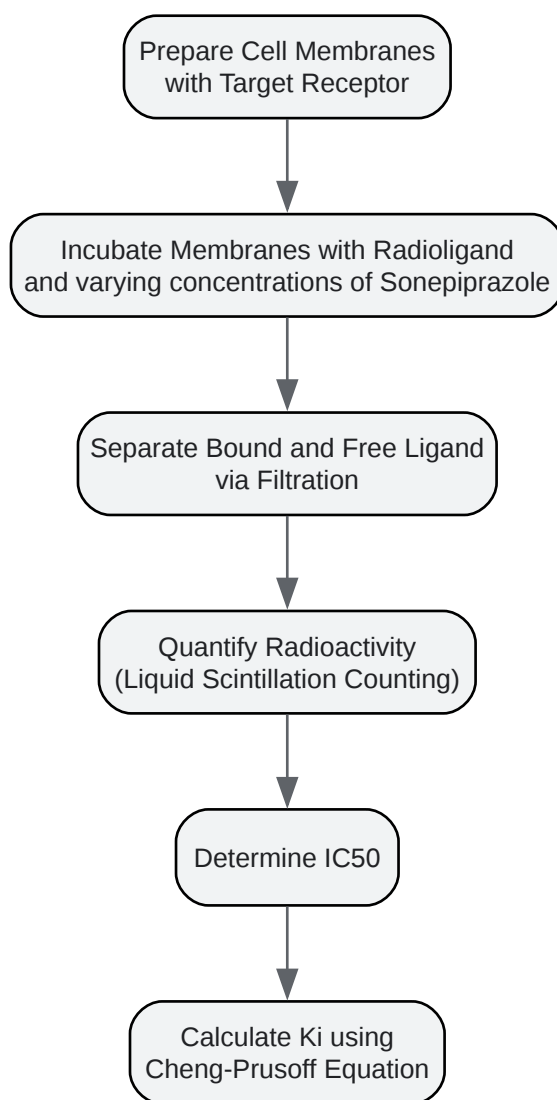 Prepare Cell Membranes
with Target Receptor
Incubate Membranes with Radioligand
and varying concentrations of Sonepiprazole
Separate Bound and Free Ligand
via Filtration
Quantify Radioactivity
(Liquid Scintillation Counting)
Determine IC50
Calculate Ki using
Cheng-Prusoff Equation